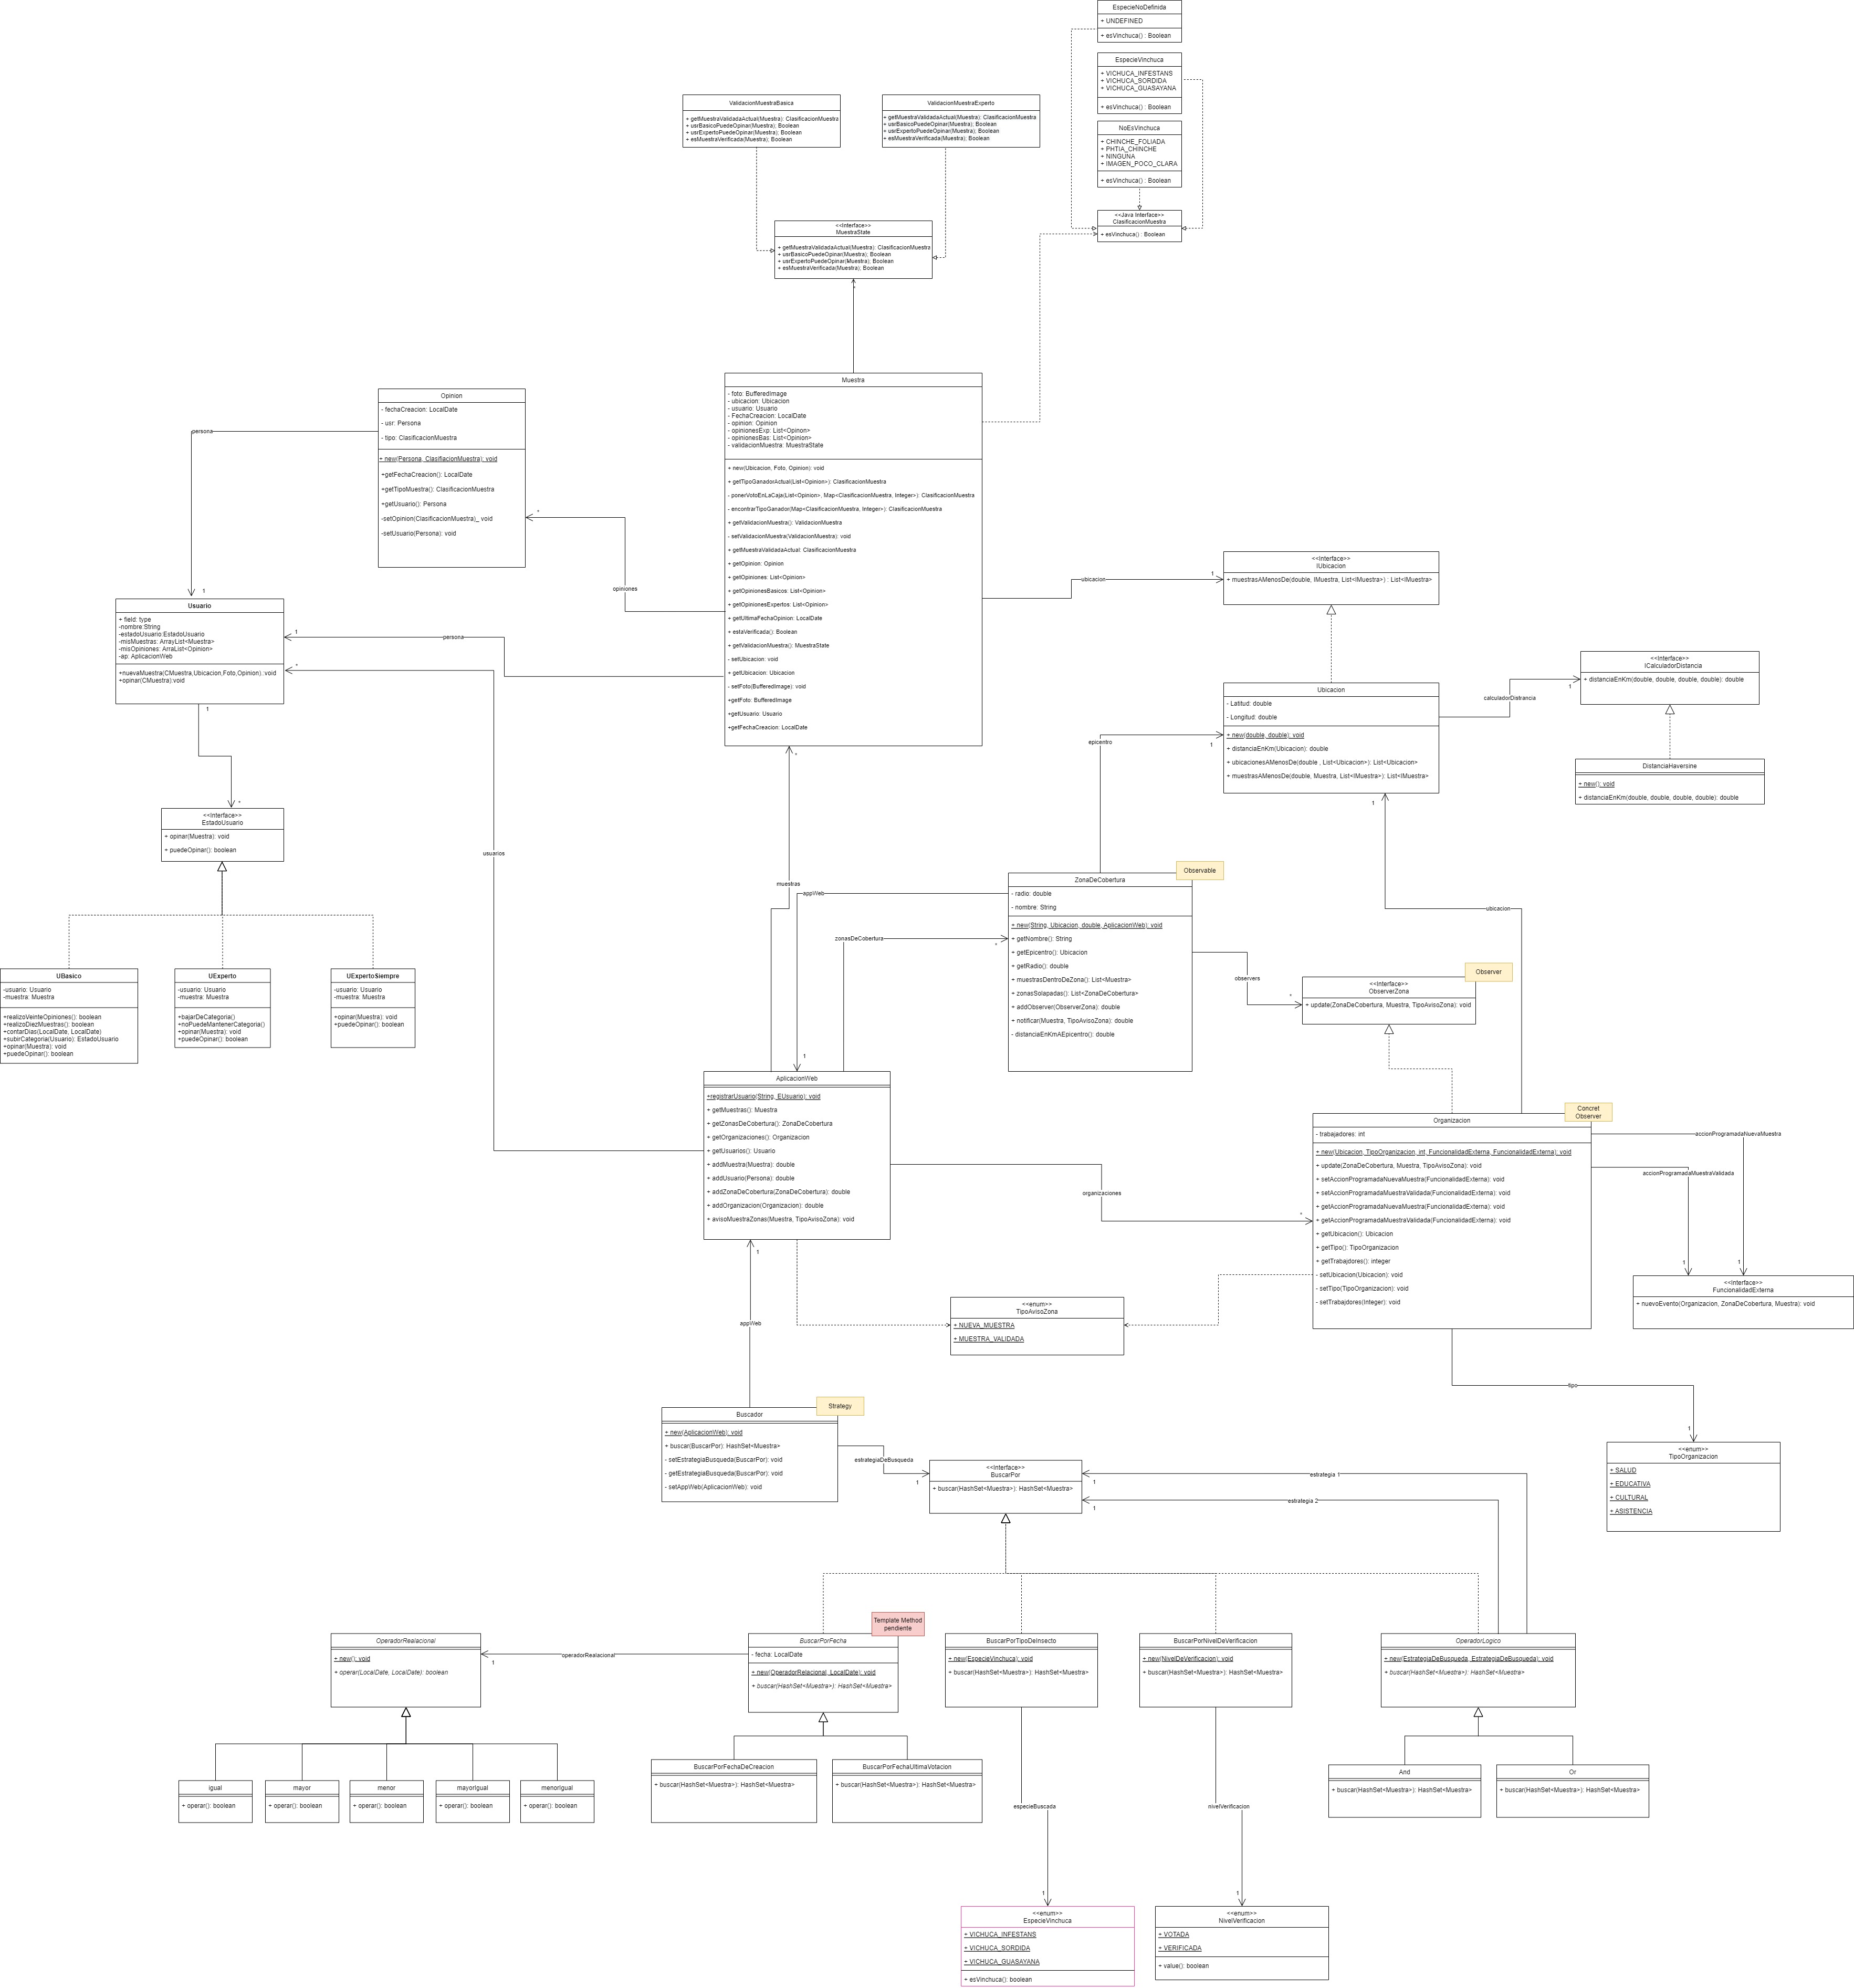 EspecieNoDefinida
+ UNDEFINED
+ esVinchuca() : Boolean
EspecieVinchuca
+ VICHUCA_INFESTANS
+ VICHUCA_SORDIDA
+ VICHUCA_GUASAYANA
+ esVinchuca() : Boolean
NoEsVinchuca
+ CHINCHE_FOLIADA
+ PHTIA_CHINCHE
+ NINGUNA
+ IMAGEN_POCO_CLARA
+ esVinchuca() : Boolean
<<Java Interface>>
ClasificacionMuestra
+ esVinchuca() : Boolean
ValidacionMuestraBasica
+ getMuestraValidadaActual(Muestra): ClasificacionMuestra
+ usrBasicoPuedeOpinar(Muestra); Boolean
+ usrExpertoPuedeOpinar(Muestra); Boolean
+ esMuestraVerificada(Muestra); Boolean
ValidacionMuestraExperto
+ getMuestraValidadaActual(Muestra): ClasificacionMuestra
+ usrBasicoPuedeOpinar(Muestra); Boolean
+ usrExpertoPuedeOpinar(Muestra); Boolean
+ esMuestraVerificada(Muestra); Boolean
<<Interface>>
MuestraState
+ getMuestraValidadaActual(Muestra): ClasificacionMuestra
+ usrBasicoPuedeOpinar(Muestra); Boolean
+ usrExpertoPuedeOpinar(Muestra); Boolean
+ esMuestraVerificada(Muestra); Boolean
*
Muestra
- foto: BufferedImage
- ubicacion: Ubicacion
- usuario: Usuario
- FechaCreacion: LocalDate
- opinion: Opinion
- opinionesExp: List<Opinon>
- opinionesBas: List<Opinion>
- validacionMuestra: MuestraState
+ new(Ubicacion, Foto, Opinion): void
+ getTipoGanadorActual(List<Opinion>): ClasificacionMuestra
- ponerVotoEnLaCaja(List<Opinion>, Map<ClasificacionMuestra, Integer>): ClasificacionMuestra
- encontrarTipoGanador(Map<ClasificacionMuestra, Integer>): ClasificacionMuestra
+ getValidacionMuestra(): ValidacionMuestra
- setValidacionMuestra(ValidacionMuestra): void
+ getMuestraValidadaActual: ClasificacionMuestra
+ getOpinion: Opinion
+ getOpiniones: List<Opinion>
+ getOpinionesBasicos: List<Opinion>
+ getOpinionesExpertos: List<Opinion>
+ getUltimaFechaOpinion: LocalDate
+ estaVerificada(): Boolean
+ getValidacionMuestra(): MuestraState
- setUbicacion: void
+ getUbicacion: Ubicacion
- setFoto(BufferedImage): void
+getFoto: BufferedImage
+getUsuario: Usuario
+getFechaCreacion: LocalDate
Opinion
- fechaCreacion: LocalDate
- usr: Persona
- tipo: ClasificacionMuestra
+ new(Persona, ClasifiacionMuestra): void
+getFechaCreacion(): LocalDate
+getTipoMuestra(): ClasificacionMuestra
+getUsuario(): Persona
-setOpinion(ClasificacionMuestra)_ void
-setUsuario(Persona): void
persona
1
*
opiniones
Usuario
+ field: type
-nombre:String
-estadoUsuario:EstadoUsuario
-misMuestras: ArrayList<Muestra>
-misOpiniones: ArraList<Opinion>
-ap: AplicacionWeb
+nuevaMuestra(CMuestra,Ubicacion,Foto,Opinion),:void
+opinar(CMuestra):void
1
persona
*
usuarios
1
*
<<Interface>>
EstadoUsuario
+ opinar(Muestra): void
+ puedeOpinar(): boolean
UBasico
-usuario: Usuario
-muestra: Muestra
+realizoVeinteOpiniones(): boolean
+realizoDiezMuestras(): boolean
+contarDias(LocalDate, LocalDate)
+subirCategoria(Usuario): EstadoUsuario
+opinar(Muestra): void
+puedeOpinar(): boolean
UExperto
-usuario: Usuario
-muestra: Muestra
+bajarDeCategoria()
+noPuedeMantenerCategoria()
+opinar(Muestra): void
+puedeOpinar(): boolean
UExpertoSiempre
-usuario: Usuario
-muestra: Muestra
+opinar(Muestra): void
+puedeOpinar(): boolean
ubicacion
1
<<Interface>>
IUbicacion
+ muestrasAMenosDe(double, IMuestra, List<IMuestra>) : List<IMuestra>
Ubicacion
- Latitud: double
- Longitud: double
+ new(double, double): void
+ distanciaEnKm(Ubicacion): double
+ ubicacionesAMenosDe(double , List<Ubicacion>): List<Ubicacion>
+ muestrasAMenosDe(double, Muestra, List<IMuestra>): List<IMuestra>
calculadorDistrancia
1
<<Interface>>
ICalculadorDistancia
+ distanciaEnKm(double, double, double, double): double
DistanciaHaversine
+ new(): void
+ distanciaEnKm(double, double, double, double): double
epicentro
1
1
ubicacion
Observable
ZonaDeCobertura
- radio: double
- nombre: String
+ new(String, Ubicacion, double, AplicacionWeb): void
+ getNombre(): String
+ getEpicentro(): Ubicacion
+ getRadio(): double
+ muestrasDentroDeZona(): List<Muestra>
+ zonasSolapadas(): List<ZonaDeCobertura>
+ addObserver(ObserverZona): double
+ notificar(Muestra, TipoAvisoZona): double
- distanciaEnKmAEpicentro(): double
*
muestras
appWeb
1
zonasDeCobertura
*
observers
*
Observer
<<Interface>>
ObserverZona
+ update(ZonaDeCobertura, Muestra, TipoAvisoZona): void
AplicacionWeb
+registrarUsuario(String, EUsuario): void
+ getMuestras(): Muestra
+ getZonasDeCobertura(): ZonaDeCobertura
+ getOrganizaciones(): Organizacion
+ getUsuarios(): Usuario
+ addMuestra(Muestra): double
+ addUsuario(Persona): double
+ addZonaDeCobertura(ZonaDeCobertura): double
+ addOrganizacion(Organizacion): double
+ avisoMuestraZonas(Muestra, TipoAvisoZona): void
organizaciones
*
Concret
Observer
Organizacion
- trabajadores: int
+ new(Ubicacion, TipoOrganizacion, int, FuncionalidadExterna, FuncionalidadExterna): void
+ update(ZonaDeCobertura, Muestra, TipoAvisoZona): void
+ setAccionProgramadaNuevaMuestra(FuncionalidadExterna): void
+ setAccionProgramadaMuestraValidada(FuncionalidadExterna): void
+ getAccionProgramadaNuevaMuestra(FuncionalidadExterna): void
+ getAccionProgramadaMuestraValidada(FuncionalidadExterna): void
+ getUbicacion(): Ubicacion
+ getTipo(): TipoOrganizacion
+ getTrabajdores(): integer
- setUbicacion(Ubicacion): void
- setTipo(TipoOrganizacion): void
- setTrabajdores(Integer): void
accionProgramadaNuevaMuestra
accionProgramadaMuestraValidada
1
1
<<Interface>>
FuncionalidadExterna
+ nuevoEvento(Organizacion, ZonaDeCobertura, Muestra): void
<<enum>>
TipoAvisoZona
+ NUEVA_MUESTRA
+ MUESTRA_VALIDADA
tipo
1
<<enum>>
TipoOrganizacion
+ SALUD
+ EDUCATIVA
+ CULTURAL
+ ASISTENCIA
1
appWeb
Strategy
Buscador
+ new(AplicacionWeb): void
+ buscar(BuscarPor): HashSet<Muestra>
- setEstrategiaBusqueda(BuscarPor): void
- getEstrategiaBusqueda(BuscarPor): void
- setAppWeb(AplicacionWeb): void
estrategiaDeBusqueda
1
<<Interface>>
BuscarPor
+ buscar(HashSet<Muestra>): HashSet<Muestra>
estrategia 1
1
estrategia 2
1
OperadorRealacional
+ new(): void
+ operar(LocalDate, LocalDate): boolean
operadorRealacional
1
Template Method
pendiente
BuscarPorFecha
- fecha: LocalDate
+ new(OperadorRelacional, LocalDate): void
+ buscar(HashSet<Muestra>): HashSet<Muestra>
BuscarPorTipoDeInsecto
+ new(EspecieVinchuca): void
+ buscar(HashSet<Muestra>): HashSet<Muestra>
BuscarPorNivelDeVerificacion
+ new(NivelDeVerificacion): void
+ buscar(HashSet<Muestra>): HashSet<Muestra>
OperadorLogico
+ new(EstrategiaDeBusqueda, EstrategiaDeBusqueda): void
+ buscar(HashSet<Muestra>): HashSet<Muestra>
igual
+ operar(): boolean
mayor
+ operar(): boolean
menor
+ operar(): boolean
mayorIgual
+ operar(): boolean
menorIgual
+ operar(): boolean
BuscarPorFechaDeCreacion
+ buscar(HashSet<Muestra>): HashSet<Muestra>
BuscarPorFechaUltimaVotacion
+ buscar(HashSet<Muestra>): HashSet<Muestra>
And
+ buscar(HashSet<Muestra>): HashSet<Muestra>
Or
+ buscar(HashSet<Muestra>): HashSet<Muestra>
especieBuscada
1
nivelVerificacion
1
<<enum>>
EspecieVinchuca
+ VICHUCA_INFESTANS
+ VICHUCA_SORDIDA
+ VICHUCA_GUASAYANA
+ esVinchuca(): boolean
<<enum>>
NivelVerificacion
+ VOTADA
+ VERIFICADA
+ value(): boolean